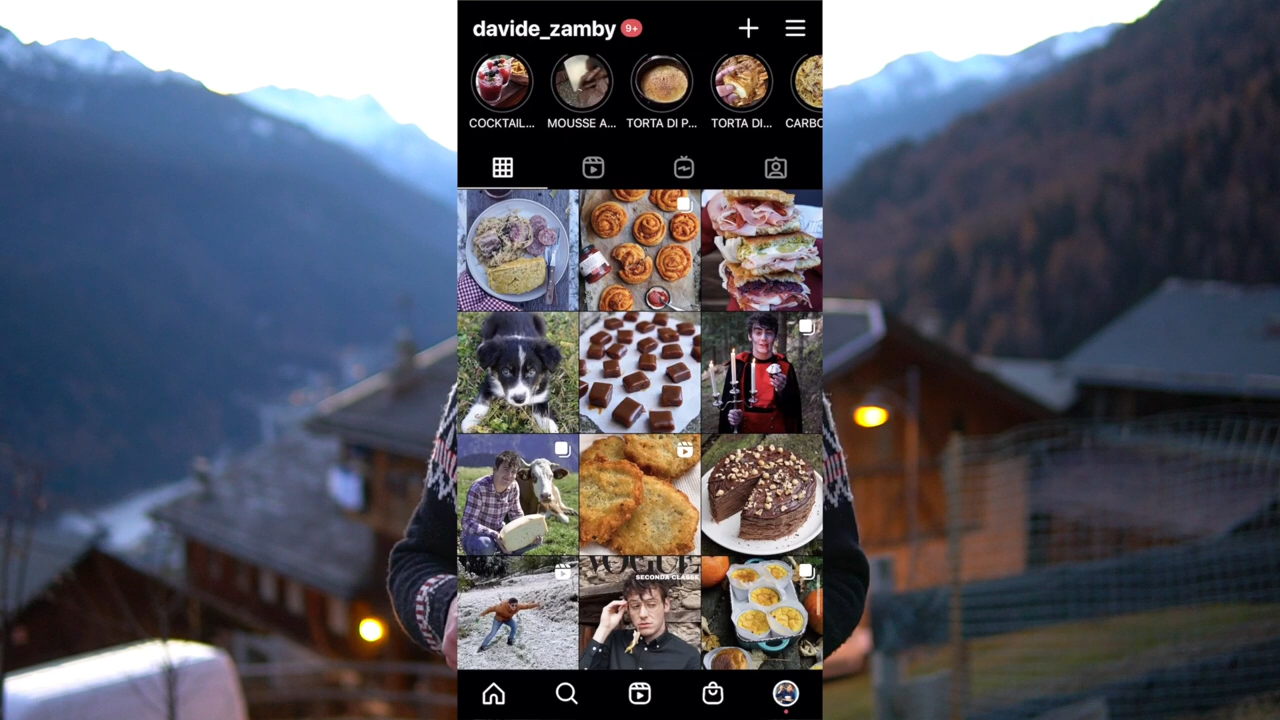 davide_zamby 9+
COCKTAIL... MOUSSE A... TORTA DI P... TORTA DI... CARBO
VOGUE
SECONDA CLASSE